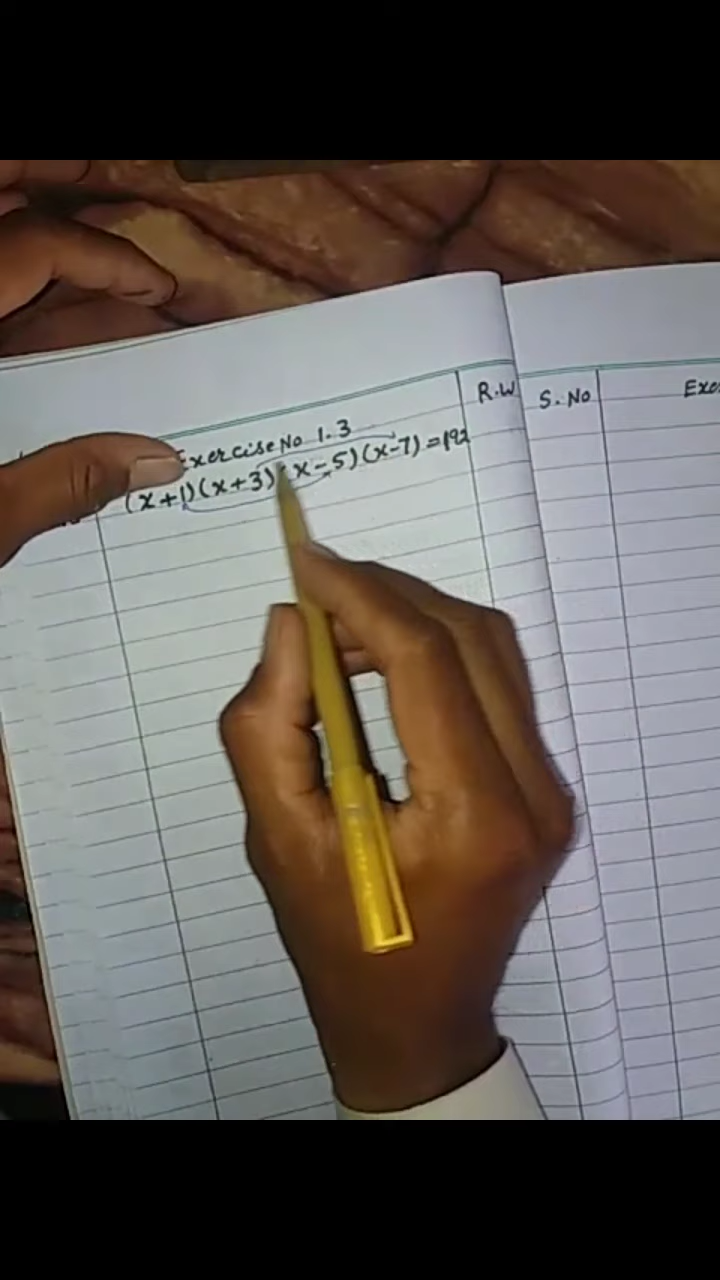 Exercise No 1.3
(x+1)(x+3)(x-5)(x-7)=192
R.W
S. No